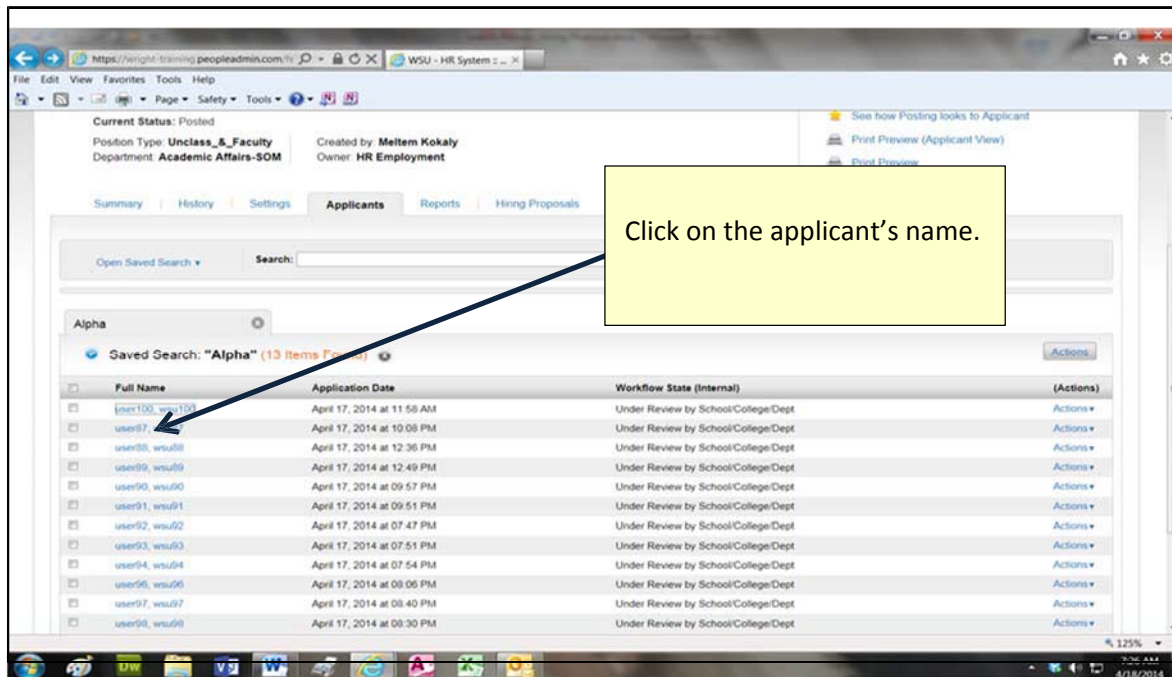 https://wright-training.peopleadmin.com/h
WSU - HR System :: ...
File Edit View Favorites Tools Help
Page Safety Tools
Current Status: Posted
See how Posting looks to Applicant
Position Type: Unclass_&_Faculty Created by: Meltem Kokaly
Print Preview (Applicant View)
Department: Academic Affairs-SOM Owner: HR Employment
Print Preview
Summary History Settings Applicants Reports Hiring Proposals
Click on the applicant’s name.
Open Saved Search Search:
Alpha
Saved Search: "Alpha" (13 Items Found) Actions
Full Name Application Date Workflow State (Internal) (Actions)
user100, wsu100 April 17, 2014 at 11:58 AM Under Review by School/College/Dept Actions
user87, April 17, 2014 at 10:08 PM Under Review by School/College/Dept Actions
user88, wsu88 April 17, 2014 at 12:36 PM Under Review by School/College/Dept Actions
user89, wsu89 April 17, 2014 at 12:49 PM Under Review by School/College/Dept Actions
user90, wsu90 April 17, 2014 at 09:57 PM Under Review by School/College/Dept Actions
user91, wsu91 April 17, 2014 at 09:51 PM Under Review by School/College/Dept Actions
user92, wsu92 April 17, 2014 at 07:47 PM Under Review by School/College/Dept Actions
user93, wsu93 April 17, 2014 at 07:51 PM Under Review by School/College/Dept Actions
user94, wsu94 April 17, 2014 at 07:54 PM Under Review by School/College/Dept Actions
user96, wsu96 April 17, 2014 at 08:06 PM Under Review by School/College/Dept Actions
user97, wsu97 April 17, 2014 at 08:40 PM Under Review by School/College/Dept Actions
user98, wsu98 April 17, 2014 at 08:30 PM Under Review by School/College/Dept Actions
125%
7:26 AM
4/18/2014